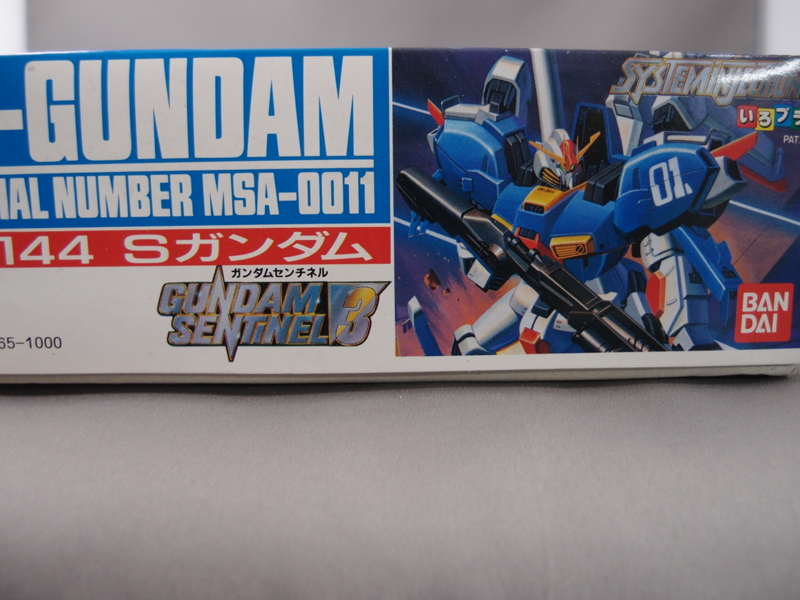 -GUNDAM
NAL NUMBER MSA-0011
144 Sガンダム
ガンダムセンチネル
GUNDAM
SENTINEL 3
65-1000
SYSTEMINJECTION
いろプラ
PAT.
01.
BAN
DAI